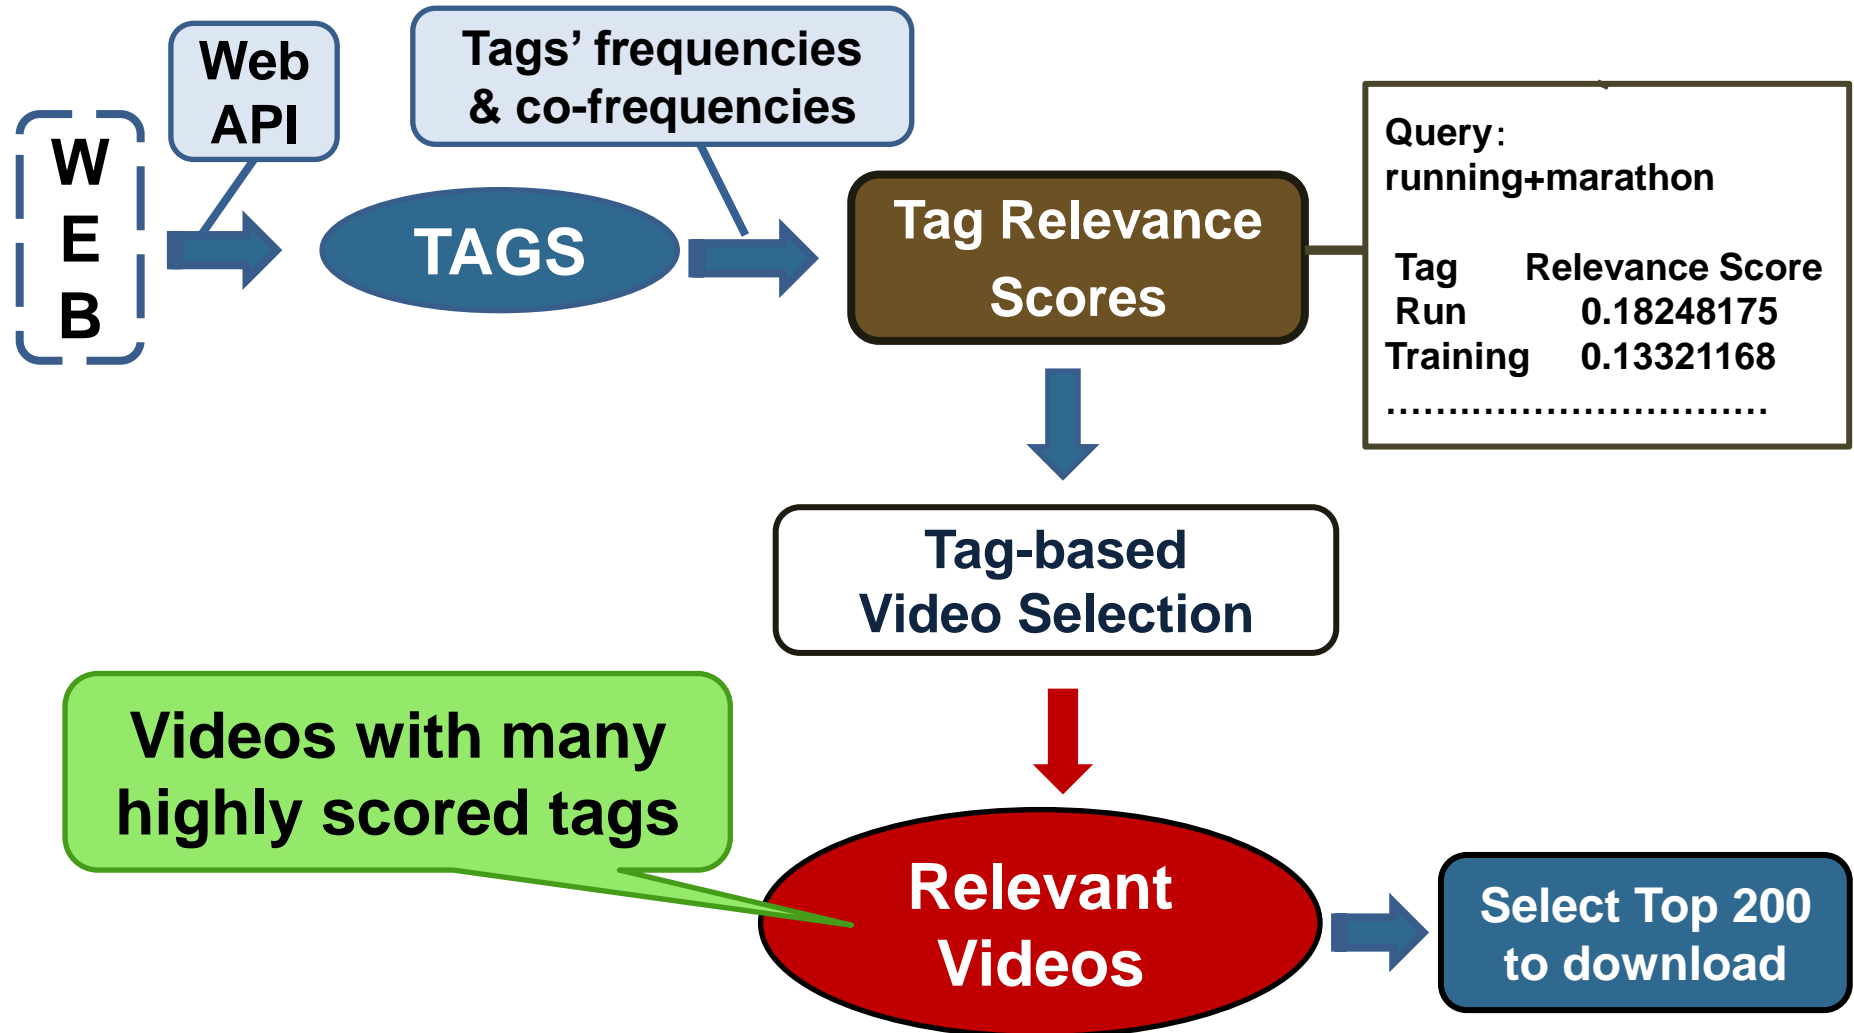 Web
API
Tags’ frequencies
& co-frequencies
W
E
B
TAGS
Tag Relevance
Scores
Query：
running+marathon
Tag Relevance Score
Run 0.18248175
Training 0.13321168
................................
Tag-based
Video Selection
Videos with many
highly scored tags
Relevant
Videos
Select Top 200
to download